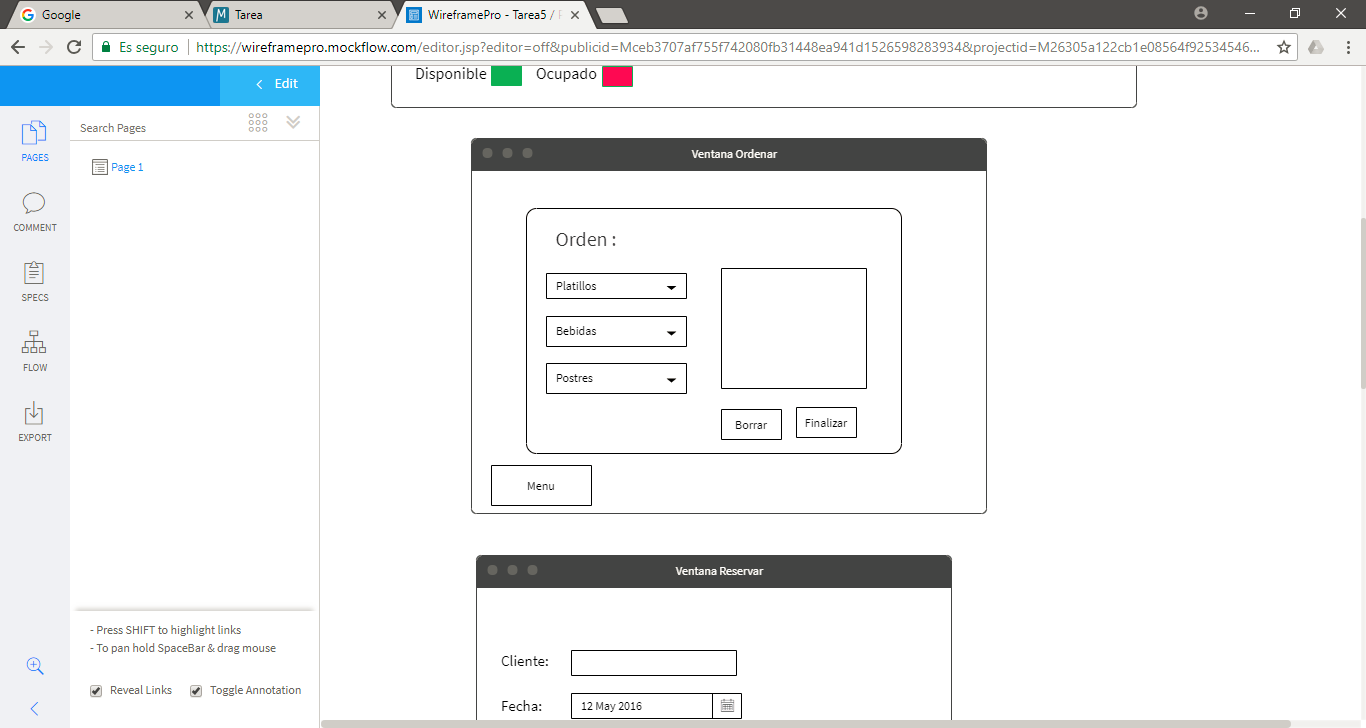 Google
Tarea
WireframePro - Tarea5 /
Es seguro
https://wireframepro.mockflow.com/editor.jsp?editor=off&publicid=Mceb3707af755f742080fb31448ea941d1526598283934&projectid=M26305a122cb1e08564f92534546...
Edit
Disponible
Ocupado
Search Pages
PAGES
Page 1
COMMENT
SPECS
FLOW
EXPORT
Ventana Ordenar
Orden :
Platillos
Bebidas
Postres
Borrar
Finalizar
Menu
Ventana Reservar
Cliente:
Fecha:
12 May 2016
- Press SHIFT to highlight links
- To pan hold SpaceBar & drag mouse
Reveal Links
Toggle Annotation